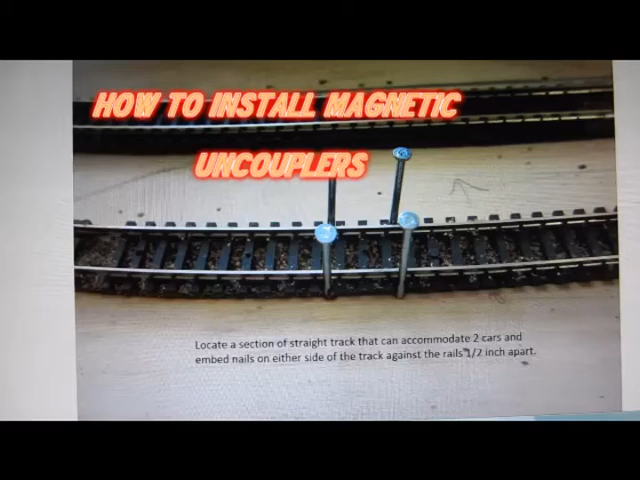 HOW TO INSTALL MAGNETIC
UNCOUPLERS
Locate a section of straight track that can accommodate 2 cars and
embed nails on either side of the track against the rails 1/2 inch apart.